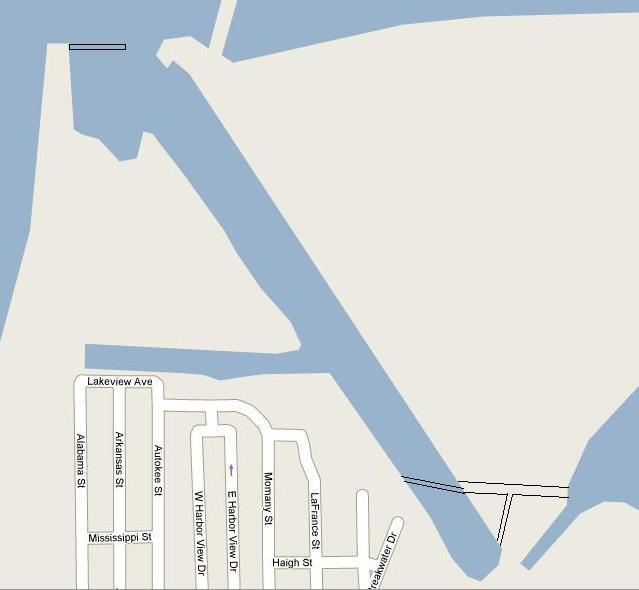 Lakeview Ave
Alabama St
Arkansas St
Autokee St
Mississippi St
W Harbor View Dr
E Harbor View Dr
Momany St
LaFrance St
Haigh St
reakwater Dr